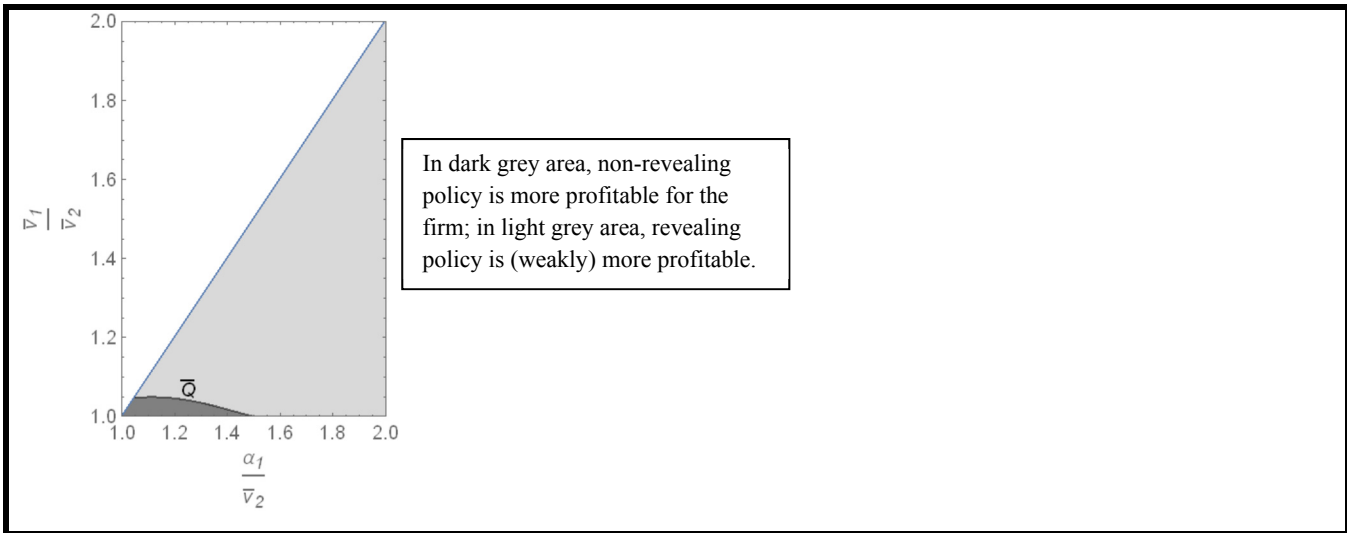 2.0
1.8
1.6
1.4
1.2
1.0
v̅1
v̅2
Q̅
1.0 1.2 1.4 1.6 1.8 2.0
α1
v̅2
In dark grey area, non-revealing
policy is more profitable for the
firm; in light grey area, revealing
policy is (weakly) more profitable.